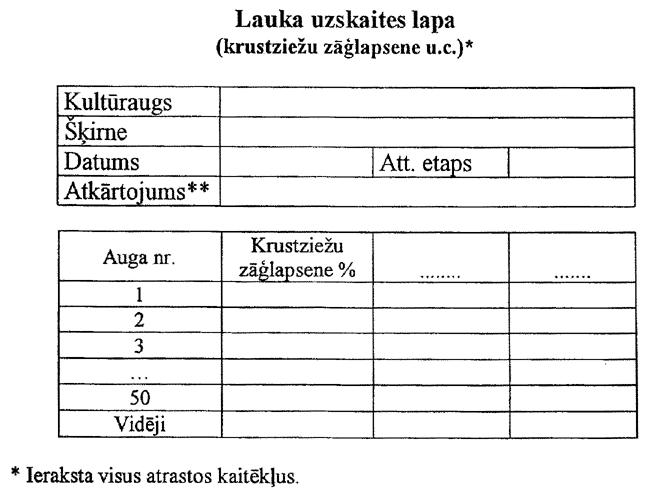 Lauka uzskaites lapa
(krustziežu zāģlapsene u.c.)*
Kultūraugs
Šķirne
Datums Att. etaps
Atkārtojums**
Auga nr. Krustziežu zāģlapsene % ........ .......
1
2
3
...
50
Vidēji
* Ieraksta visus atrastos kaitēkļus.